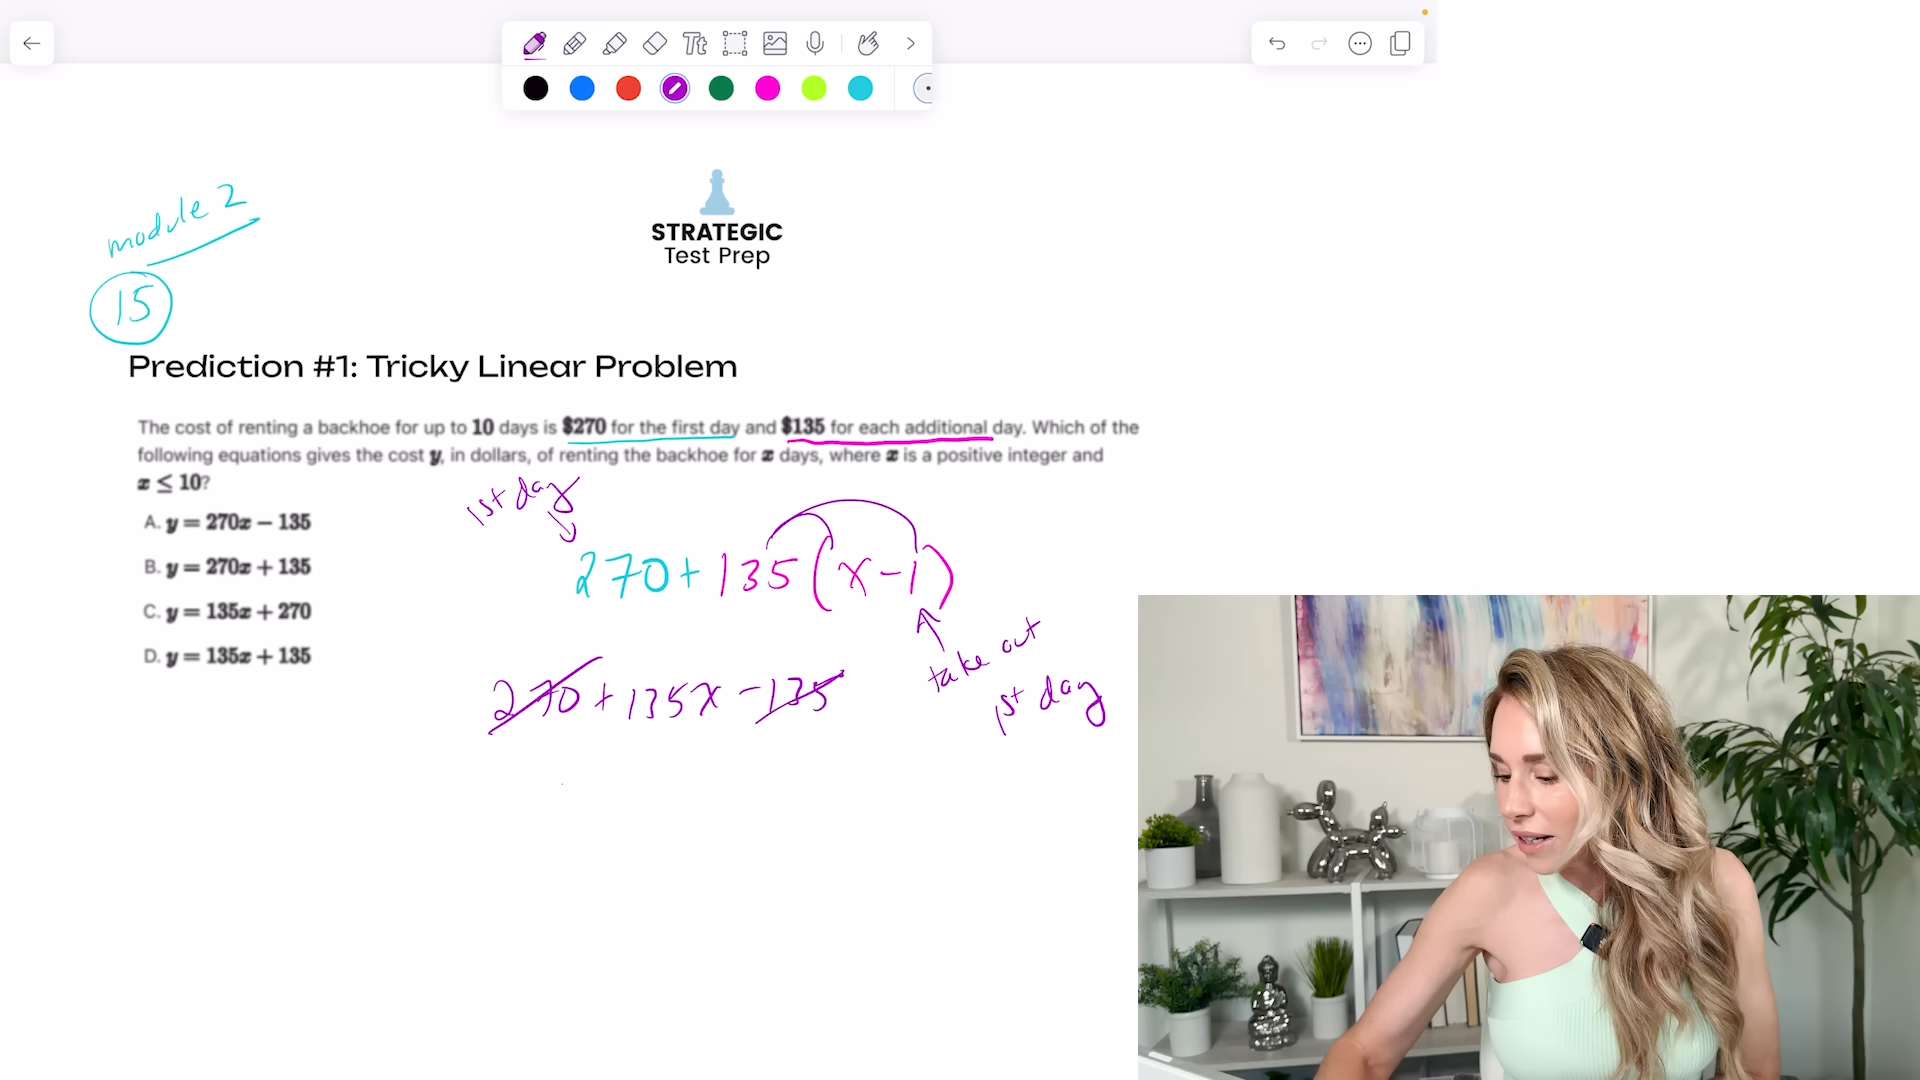 Tt
module 2
STRATEGIC
Test Prep
15
Prediction #1: Tricky Linear Problem
The cost of renting a backhoe for up to 10 days is $270 for the first day and $135 for each additional day. Which of the
following equations gives the cost y, in dollars, of renting the backhoe for x days, where x is a positive integer and
x ≤ 10?
1st day
A. y = 270x − 135
B. y = 270x + 135
C. y = 135x + 270
D. y = 135x + 135
270 + 135 (x - 1)
take out
1st day
270 + 135x - 135